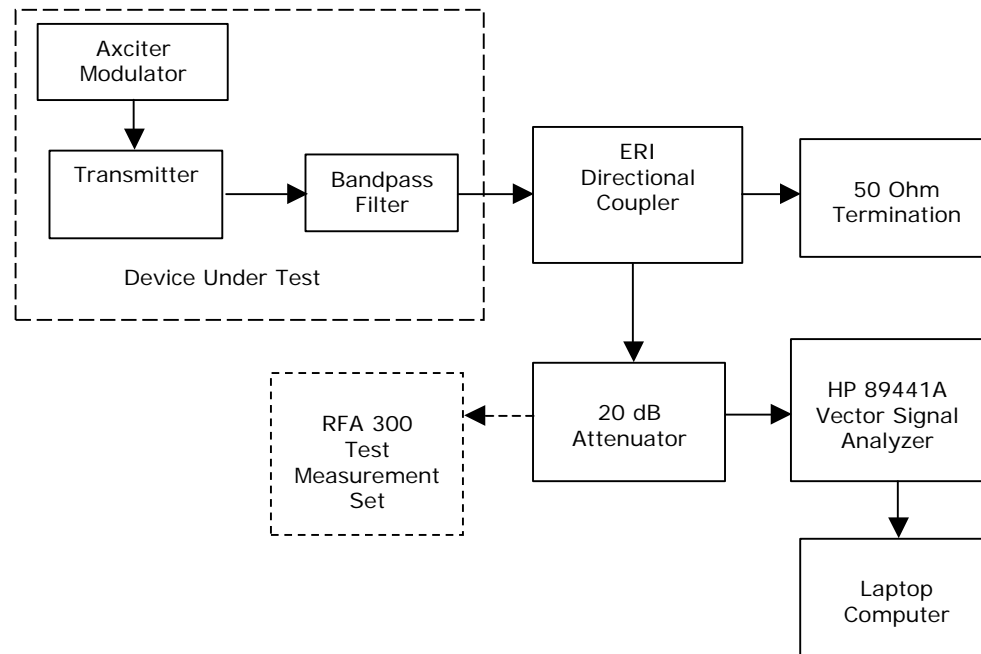 Axciter
Modulator
Transmitter
Bandpass
Filter
Device Under Test
ERI
Directional
Coupler
50 Ohm
Termination
RFA 300
Test
Measurement
Set
20 dB
Attenuator
HP 89441A
Vector Signal
Analyzer
Laptop
Computer